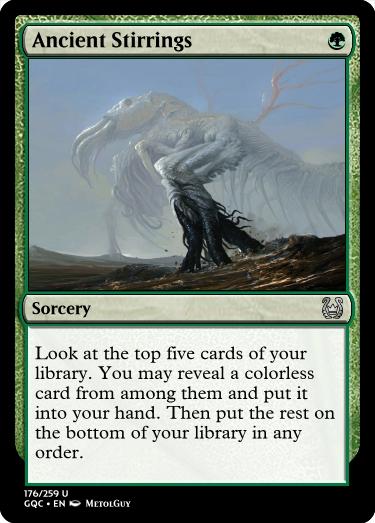 Ancient Stirrings
Sorcery
Look at the top five cards of your
library. You may reveal a colorless
card from among them and put it
into your hand. Then put the rest on
the bottom of your library in any
order.
176/259 U
GQC • EN MetolGuy